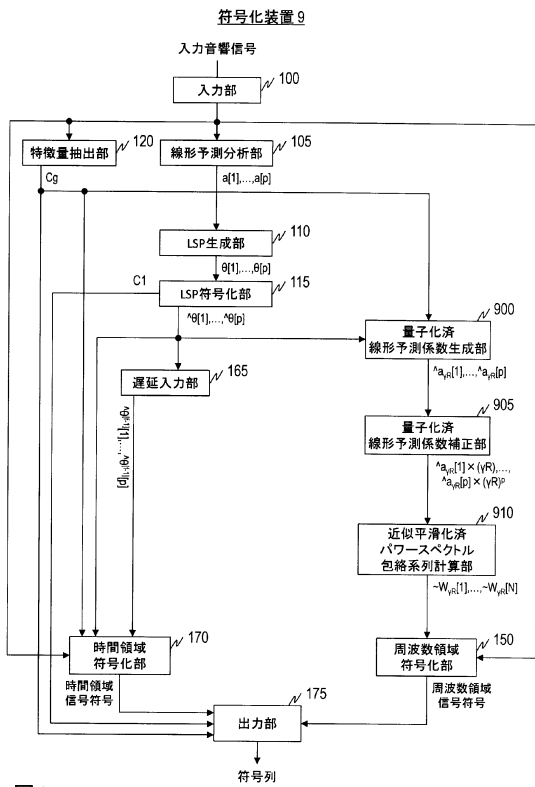 符号化装置9
入力音響信号
入力部
100
特徴量抽出部
120
線形予測分析部
105
Cg
a[1],...,a[p]
LSP生成部
110
θ[1],...,θ[p]
C1
LSP符号化部
115
^θ[1],...,^θ[p]
900
量子化済
線形予測係数生成部
遅延入力部
165
^a_γR[1],...,^a_γR[p]
^θ^[f-1][1],...,^θ^[f-1][p]
905
量子化済
線形予測係数補正部
^a_γR[1]×(γR),...,
^a_γR[p]×(γR)^p
910
近似平滑化済
パワースペクトル
包絡系列計算部
~W_γR[1],...,~W_γR[N]
170
時間領域
符号化部
150
周波数領域
符号化部
時間領域
信号符号
175
周波数領域
信号符号
出力部
符号列